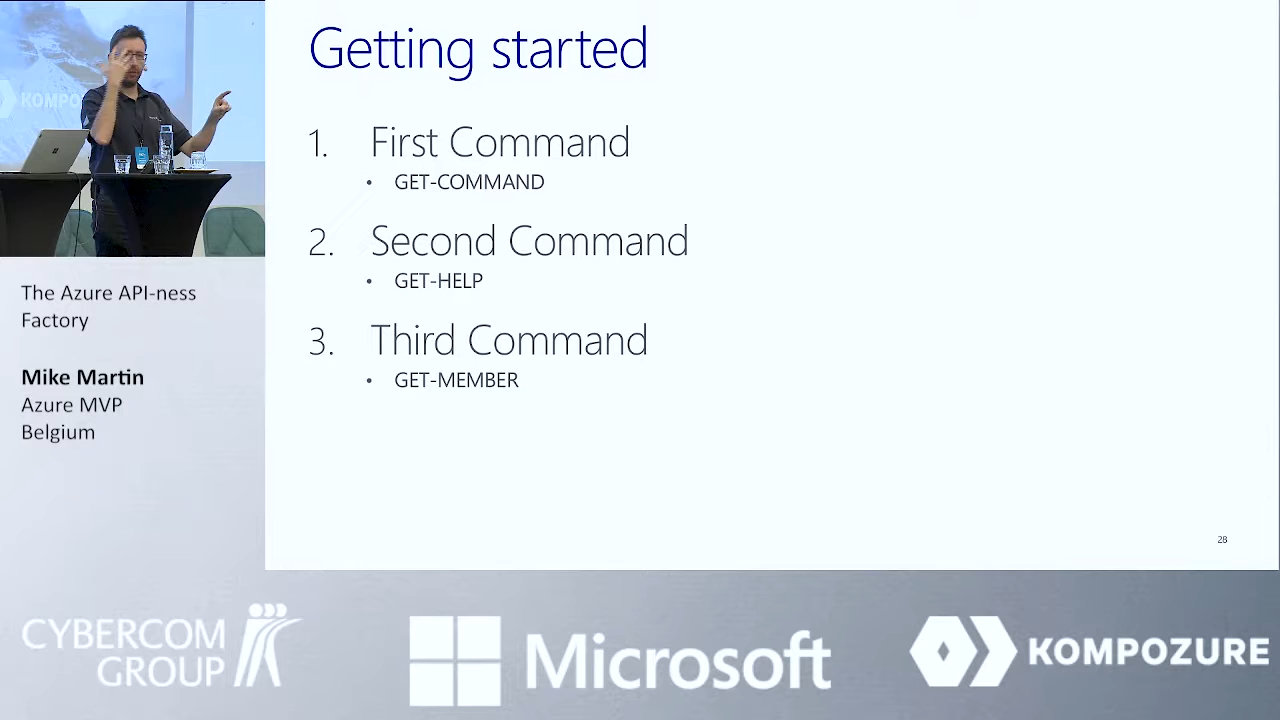 KOMPO
Getting started
1. First Command
• GET-COMMAND
2. Second Command
• GET-HELP
3. Third Command
• GET-MEMBER
28
The Azure API-ness
Factory
Mike Martin
Azure MVP
Belgium
CYBERCOM
GROUP
Microsoft
KOMPOZURE